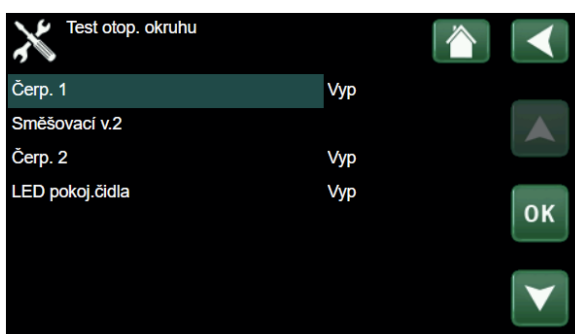 Test otop. okruhu
Čerp. 1 Vyp
Směšovací v.2
Čerp. 2 Vyp
LED pokoj.čidla Vyp
OK